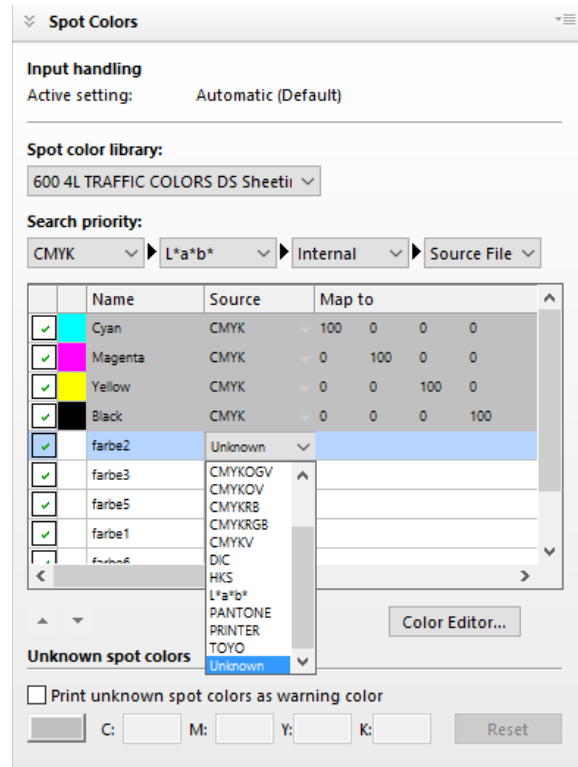 Spot Colors
Input handling
Active setting: Automatic (Default)
Spot color library:
600 4L TRAFFIC COLORS DS
Search priority:
CMYK L*a*b* Internal Source File
Name Source Map to
Cyan CMYK 100 0 0 0
Magenta CMYK 0 100 0 0
Yellow CMYK 0 0 100 0
Black CMYK 0 0 0 100
farbe2 Unknown
farbe3
farbe5
farbe1
farbe6
CMYKOGV
CMYKOV
CMYKRB
CMYKRGB
CMYKV
DIC
HKS
L*a*b*
PANTONE
PRINTER
TOYO
Unknown
Color Editor...
Unknown spot colors
Print unknown spot colors as warning color
C: M: Y: K: Reset